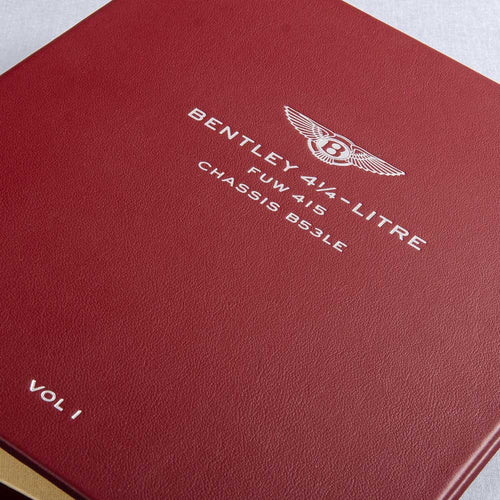 B
BENTLEY 4¼-LITRE
FUW 415
CHASSIS B53LE
VOL I